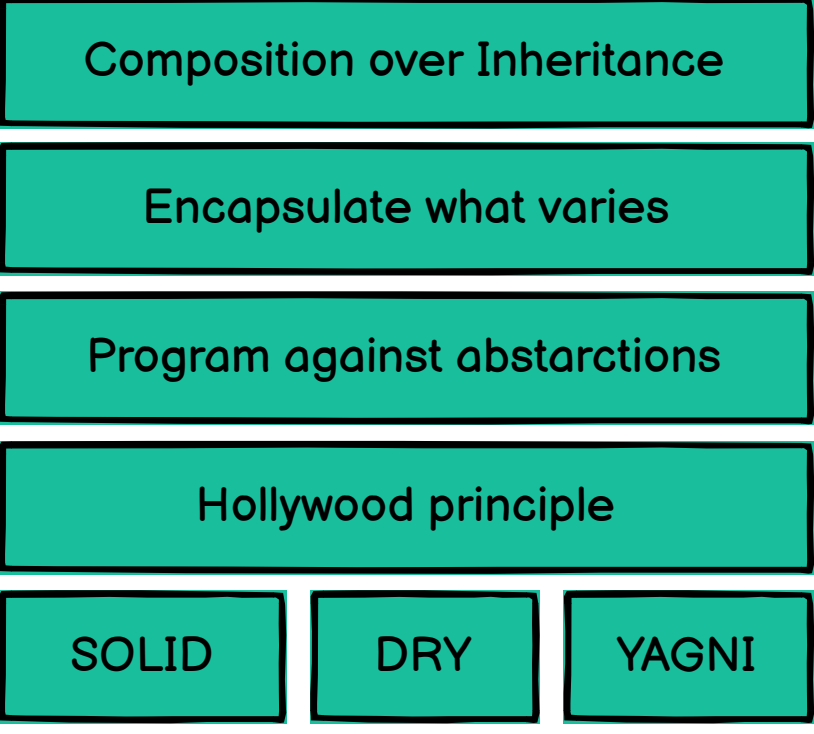 Composition over Inheritance
Encapsulate what varies
Program against abstarctions
Hollywood principle
SOLID
DRY
YAGNI